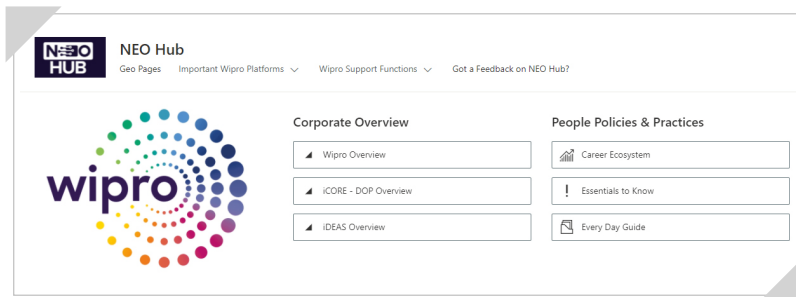 NEO
HUB
NEO Hub
Geo Pages Important Wipro Platforms Wipro Support Functions Got a Feedback on NEO Hub?
wipro
Corporate Overview
Wipro Overview
iCORE - DOP Overview
iDEAS Overview
People Policies & Practices
Career Ecosystem
Essentials to Know
Every Day Guide